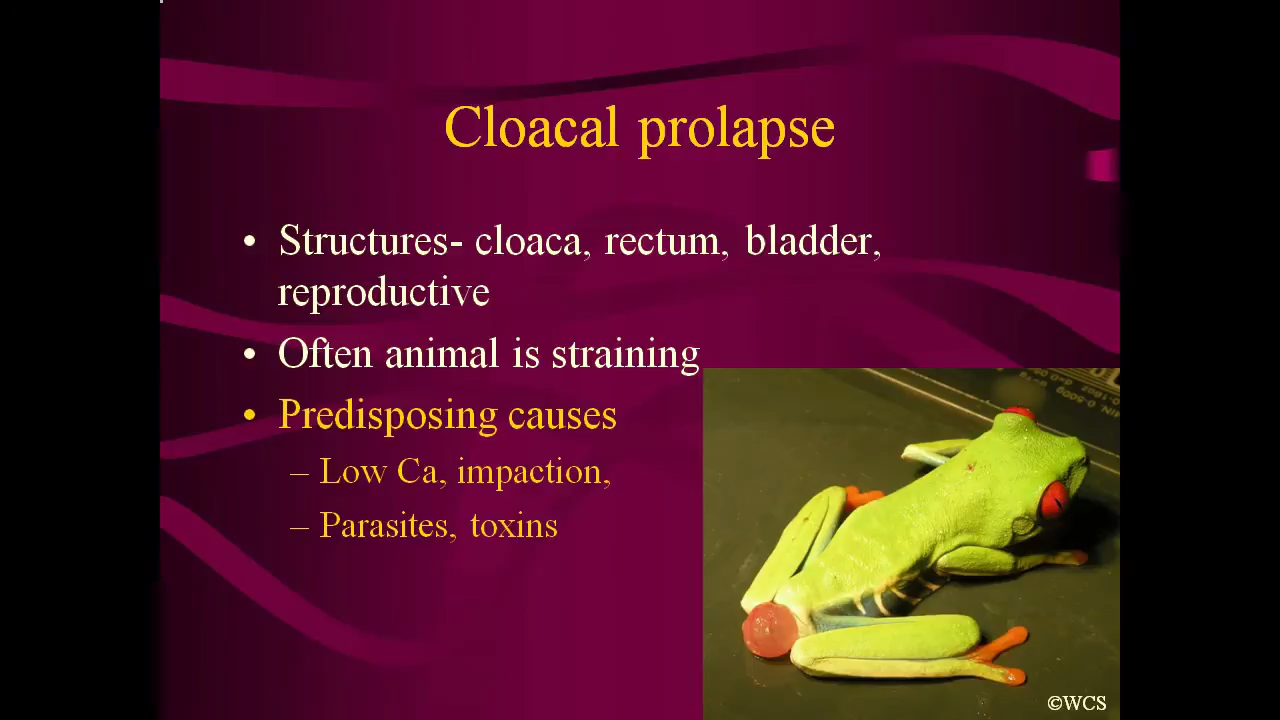 Cloacal prolapse
• Structures- cloaca, rectum, bladder,
reproductive
• Often animal is straining
• Predisposing causes
– Low Ca, impaction,
– Parasites, toxins
©WCS